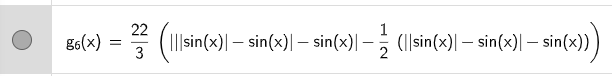 g₆(x) = 22/3 (|||sin(x)| − sin(x)| − sin(x)| − 1/2 (||sin(x)| − sin(x)| − sin(x)))